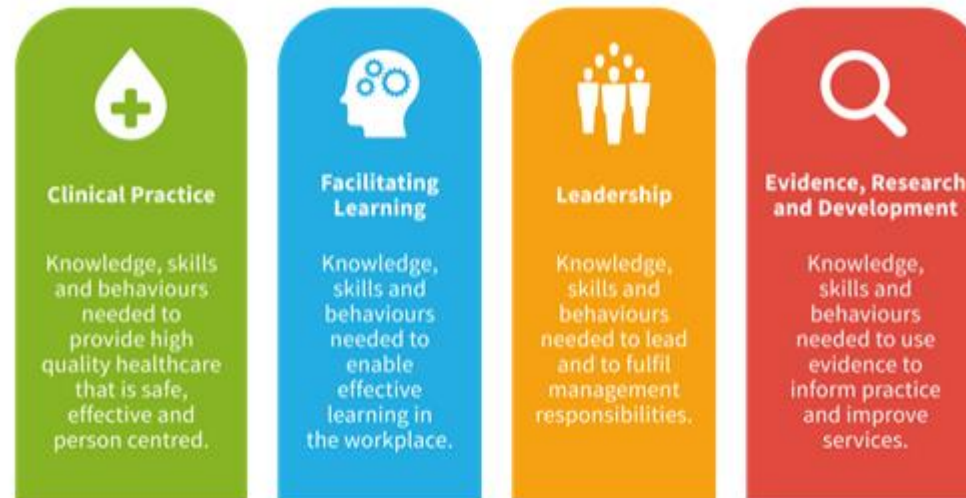 Clinical Practice
Knowledge, skills
and behaviours
needed to
provide high
quality healthcare
that is safe,
effective and
person centred.
Facilitating
Learning
Knowledge,
skills and
behaviours
needed to
enable
effective
learning in
the workplace.
Leadership
Knowledge,
skills and
behaviours
needed to lead
and to fulfil
management
responsibilities.
Evidence, Research
and Development
Knowledge,
skills and
behaviours
needed to use
evidence to
inform practice
and improve
services.